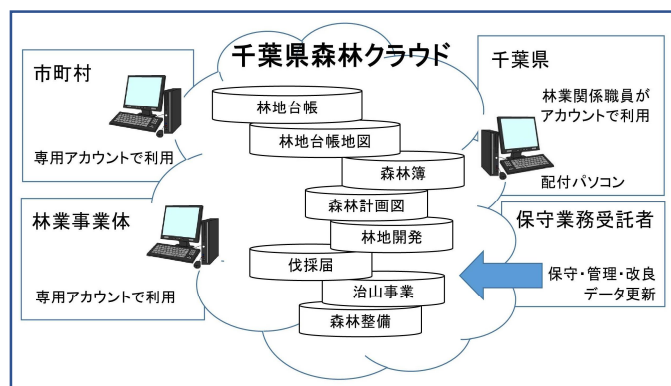 千葉県森林クラウド
市町村
専用アカウントで利用
林業事業体
専用アカウントで利用
林地台帳
林地台帳地図
森林簿
森林計画図
林地開発
伐採届
治山事業
森林整備
千葉県
林業関係職員が
アカウントで利用
配付パソコン
保守業務受託者
保守・管理・改良
データ更新